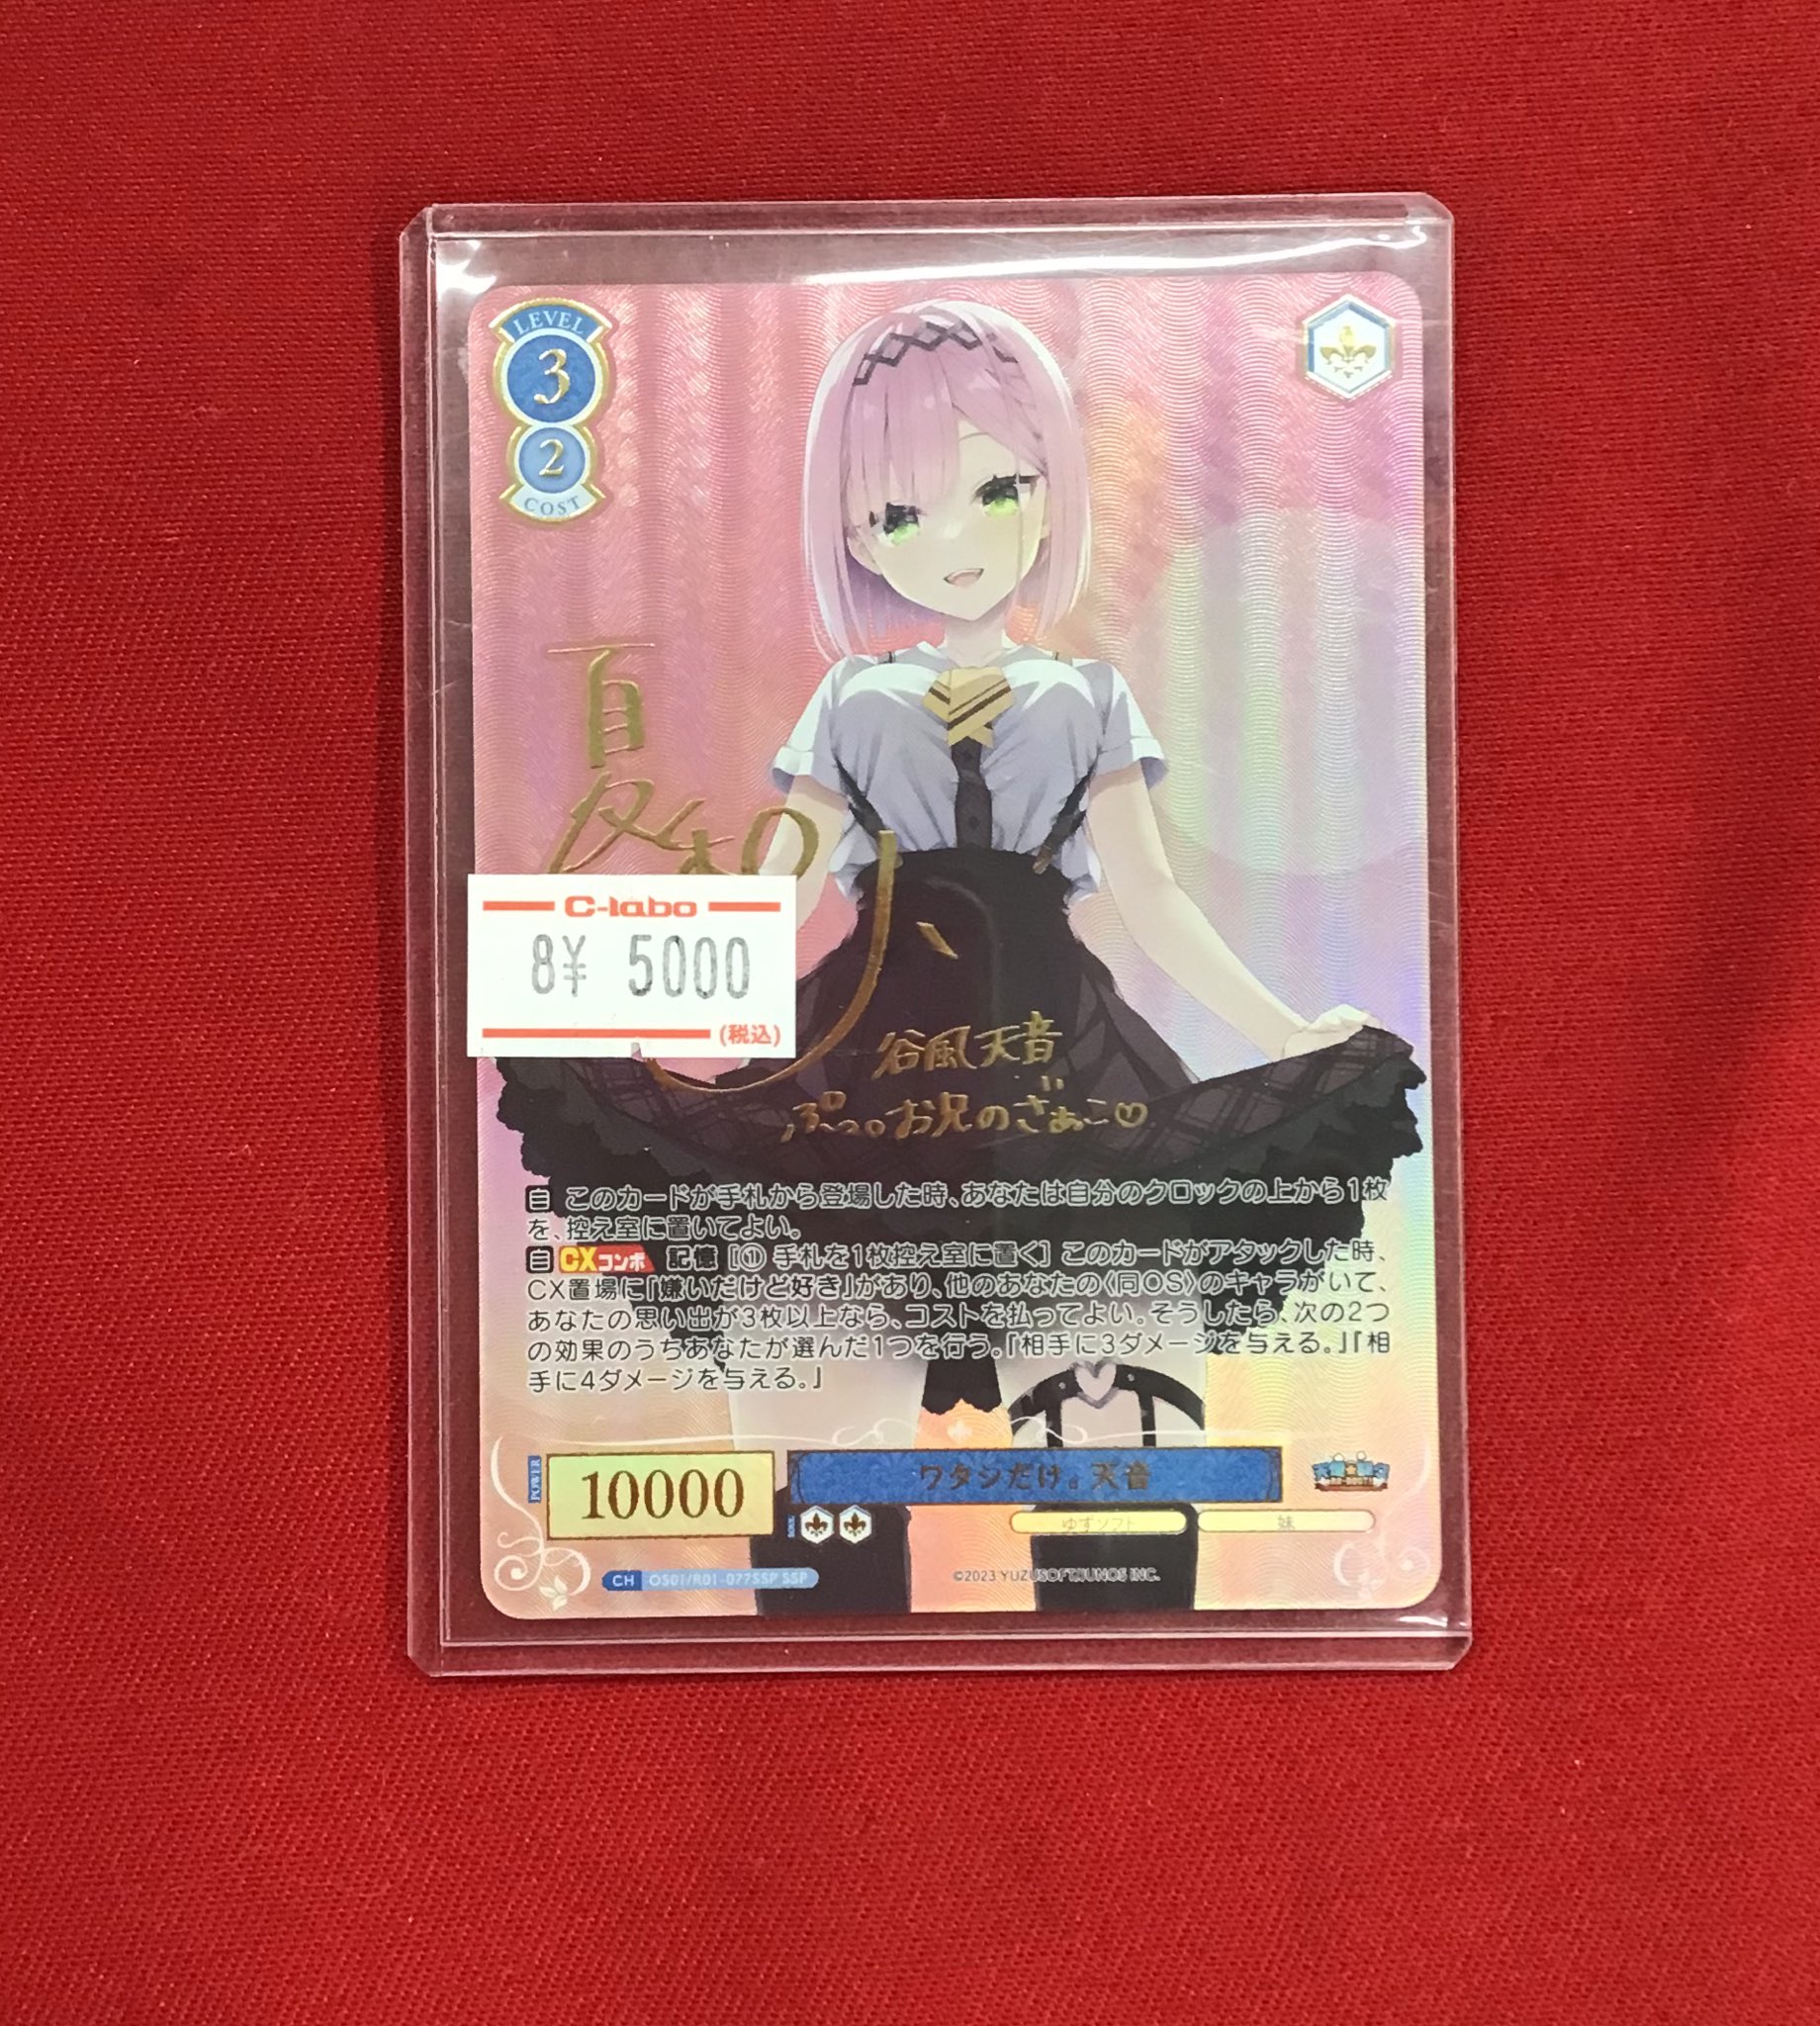 LEVEL
3
2
COST
夏和小
C-labo
8¥ 5000
(税込)
谷風天音
ぷーっ。お兄のざぁこ♡
自 このカードが手札から登場した時、あなたは自分のクロックの上から1枚
を、控え室に置いてよい。
自 CXコンボ 記憶 [① 手札を1枚控え室に置く] このカードがアタックした時、
CX置場に「嫌いだけど好き」があり、他のあなたの〈同OS〉のキャラがいて、
あなたの思い出が3枚以上なら、コストを払ってよい。そうしたら、次の2つ
の効果のうちあなたが選んだ1つを行う。「相手に3ダメージを与える。」「相
手に4ダメージを与える。」
POWER
10000
ワタシだけ。天音
SOUL
ゆずソフト
妹
CH OS01/R01-077SSP SSP
©2023 YUZUSOFT/JUNOS INC.